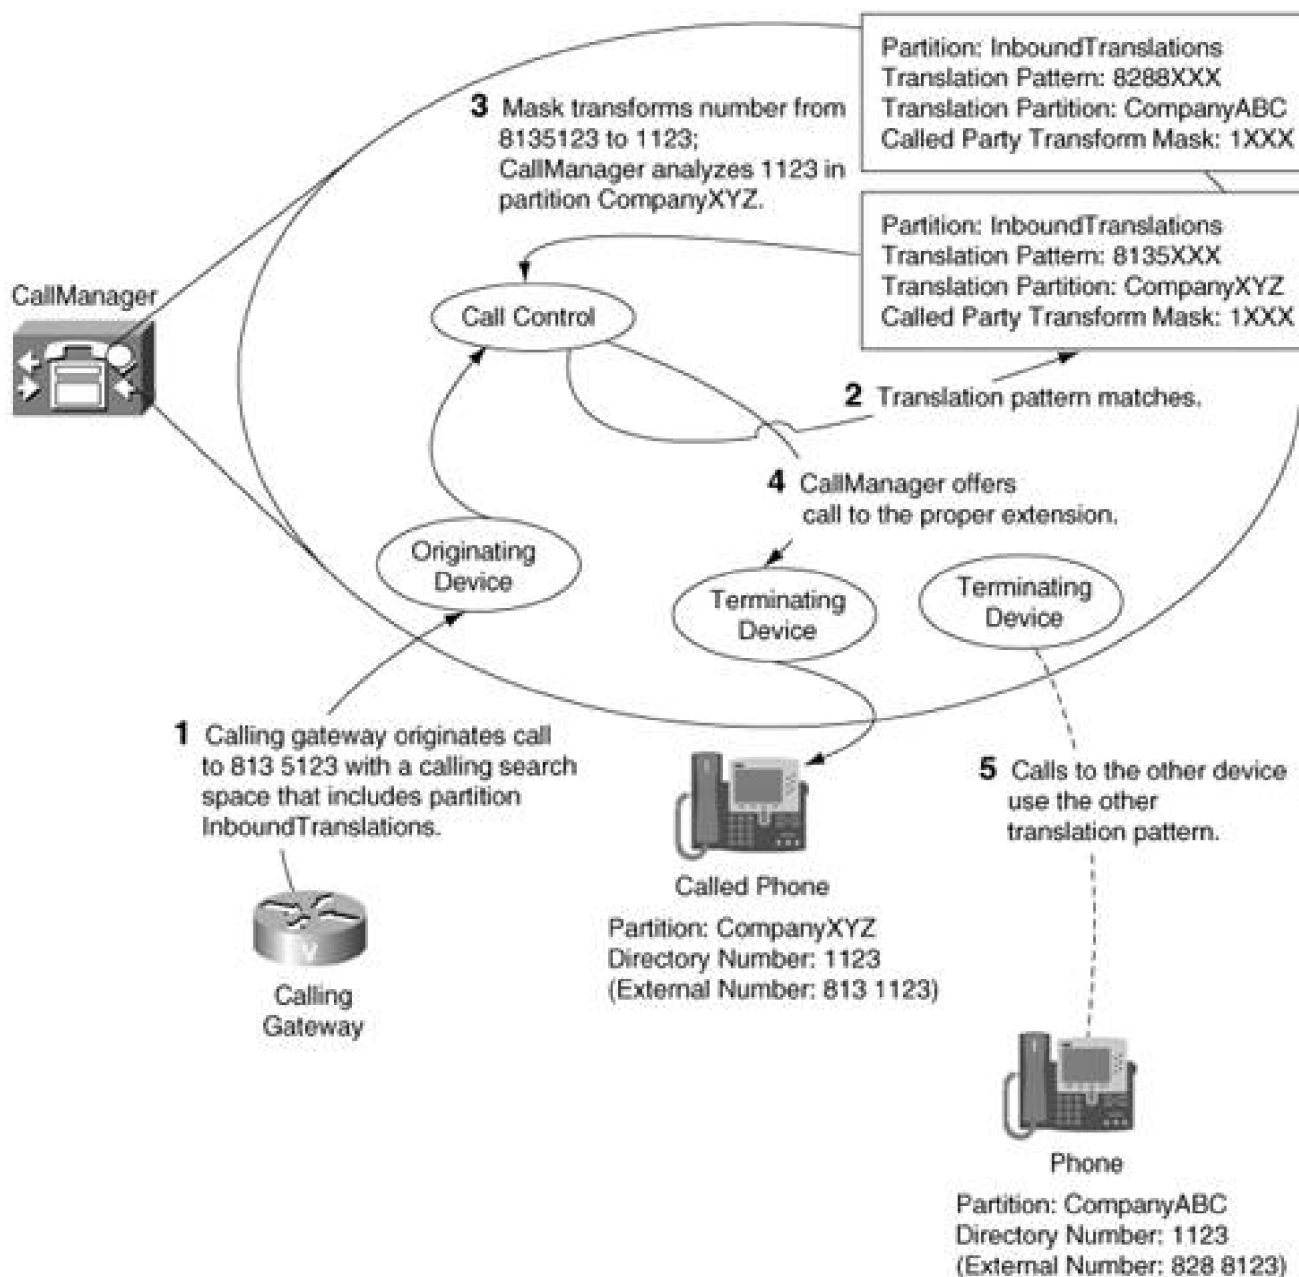 Partition: InboundTranslations
Translation Pattern: 8288XXX
Translation Partition: CompanyABC
Called Party Transform Mask: 1XXX
3 Mask transforms number from
8135123 to 1123;
CallManager analyzes 1123 in
partition CompanyXYZ.
Partition: InboundTranslations
Translation Pattern: 8135XXX
Translation Partition: CompanyXYZ
Called Party Transform Mask: 1XXX
CallManager
Call Control
2 Translation pattern matches.
4 CallManager offers
call to the proper extension.
Originating
Device
Terminating
Device
Terminating
Device
1 Calling gateway originates call
to 813 5123 with a calling search
space that includes partition
InboundTranslations.
5 Calls to the other device
use the other
translation pattern.
V
Calling
Gateway
Called Phone
Partition: CompanyXYZ
Directory Number: 1123
(External Number: 813 1123)
Phone
Partition: CompanyABC
Directory Number: 1123
(External Number: 828 8123)